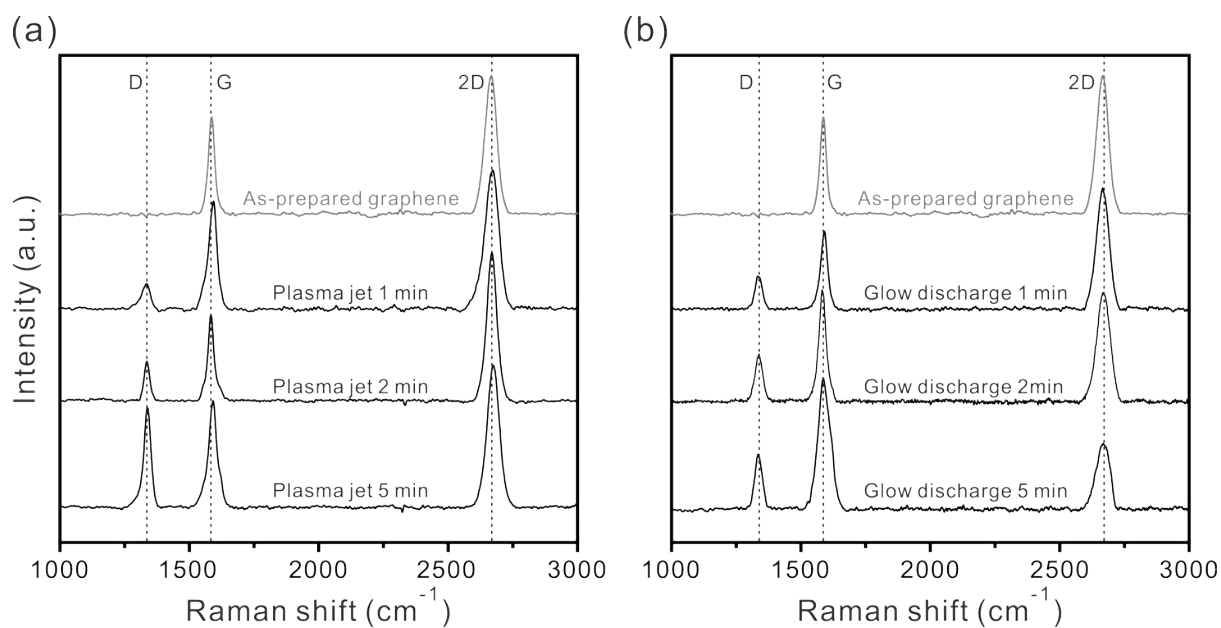 (a)
D
G
2D
As-prepared graphene
Plasma jet 1 min
Plasma jet 2 min
Plasma jet 5 min
Intensity (a.u.)
1000
1500
2000
2500
3000
Raman shift (cm⁻¹)
(b)
D
G
2D
As-prepared graphene
Glow discharge 1 min
Glow discharge 2min
Glow discharge 5 min
1000
1500
2000
2500
3000
Raman shift (cm⁻¹)